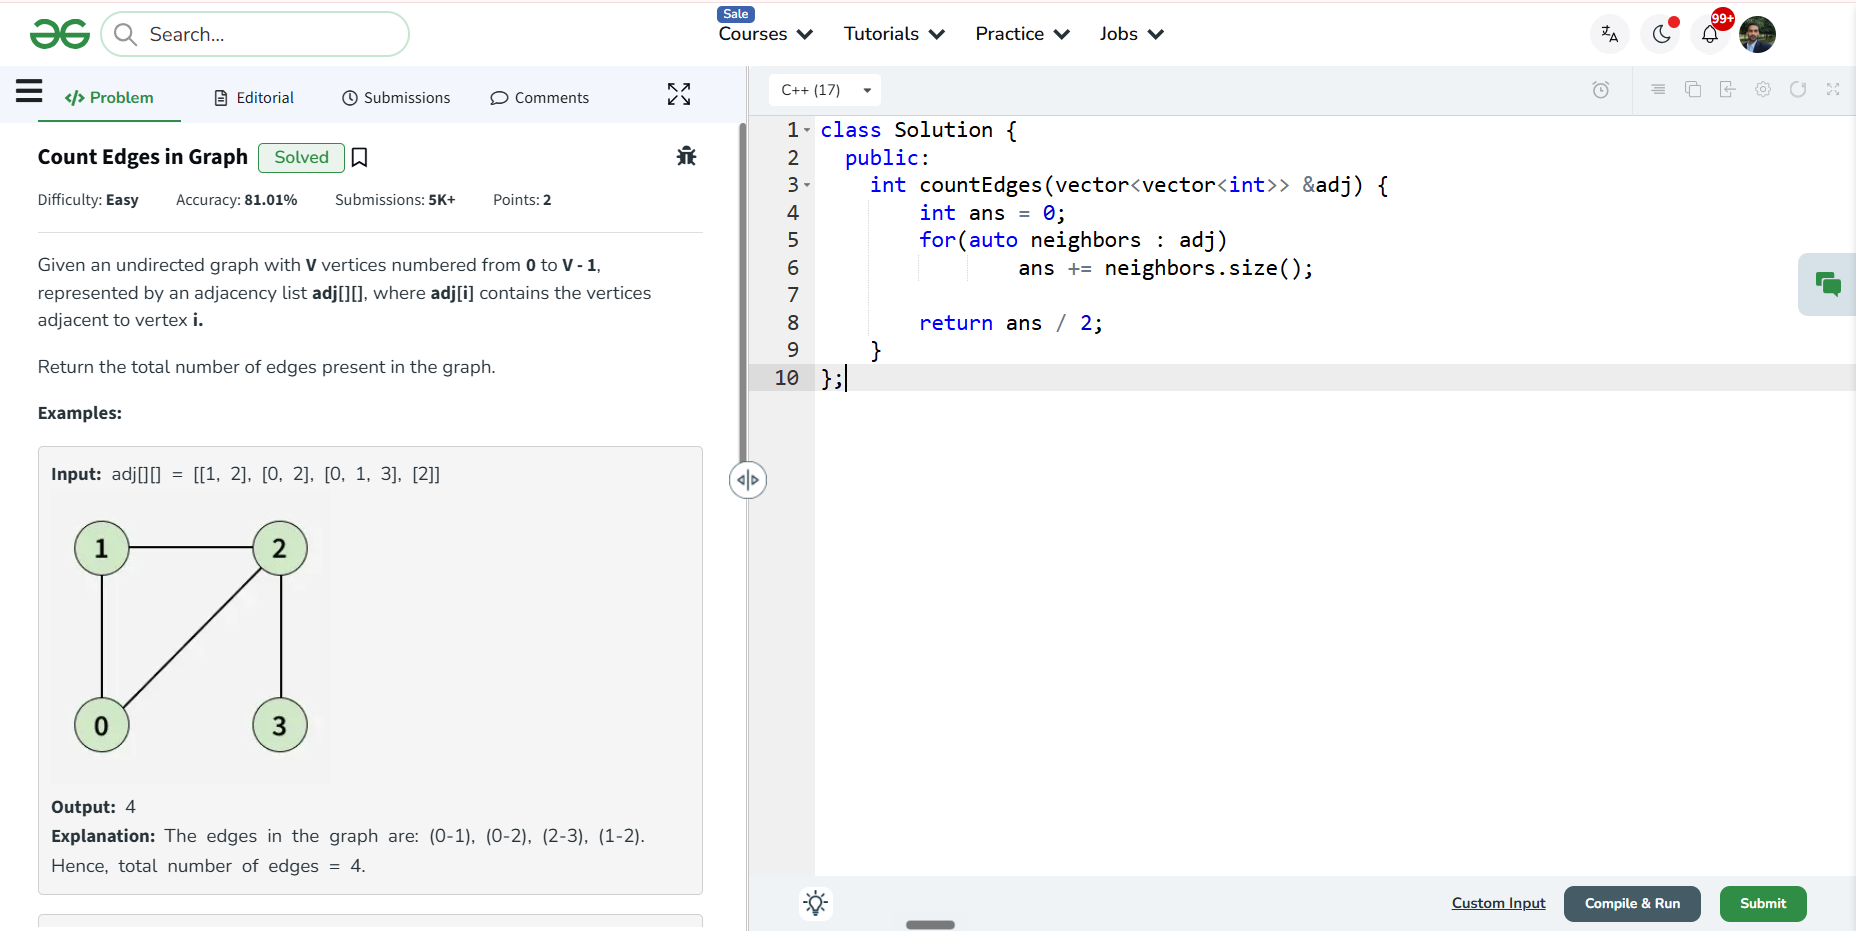 Search...
Sale
Courses
Tutorials
Practice
Jobs
99+
Problem
Editorial
Submissions
Comments
Count Edges in Graph
Solved
Difficulty: Easy Accuracy: 81.01% Submissions: 5K+ Points: 2
Given an undirected graph with V vertices numbered from 0 to V - 1,
represented by an adjacency list adj[][], where adj[i] contains the vertices
adjacent to vertex i.
Return the total number of edges present in the graph.
Examples:
Input: adj[][] = [[1, 2], [0, 2], [0, 1, 3], [2]]
1
2
0
3
Output: 4
Explanation: The edges in the graph are: (0-1), (0-2), (2-3), (1-2).
Hence, total number of edges = 4.
C++ (17)
1 class Solution {
2 public:
3 int countEdges(vector<vector<int>> &adj) {
4 int ans = 0;
5 for(auto neighbors : adj)
6 ans += neighbors.size();
7
8 return ans / 2;
9 }
10 };
Custom Input
Compile & Run
Submit